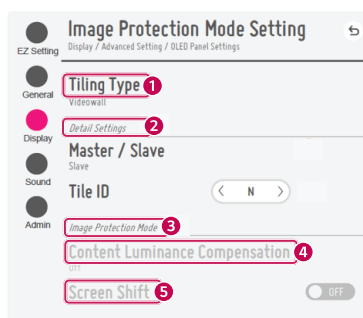 Image Protection Mode Setting
Display / Advanced Setting / OLED Panel Settings
EZ Setting
General
Display
Sound
Admin
Tiling Type 1
Videowall
Detail Settings 2
Master / Slave
Slave
Tile ID
< N >
Image Protection Mode 3
Content Luminance Compensation 4
Off
Screen Shift 5
OFF